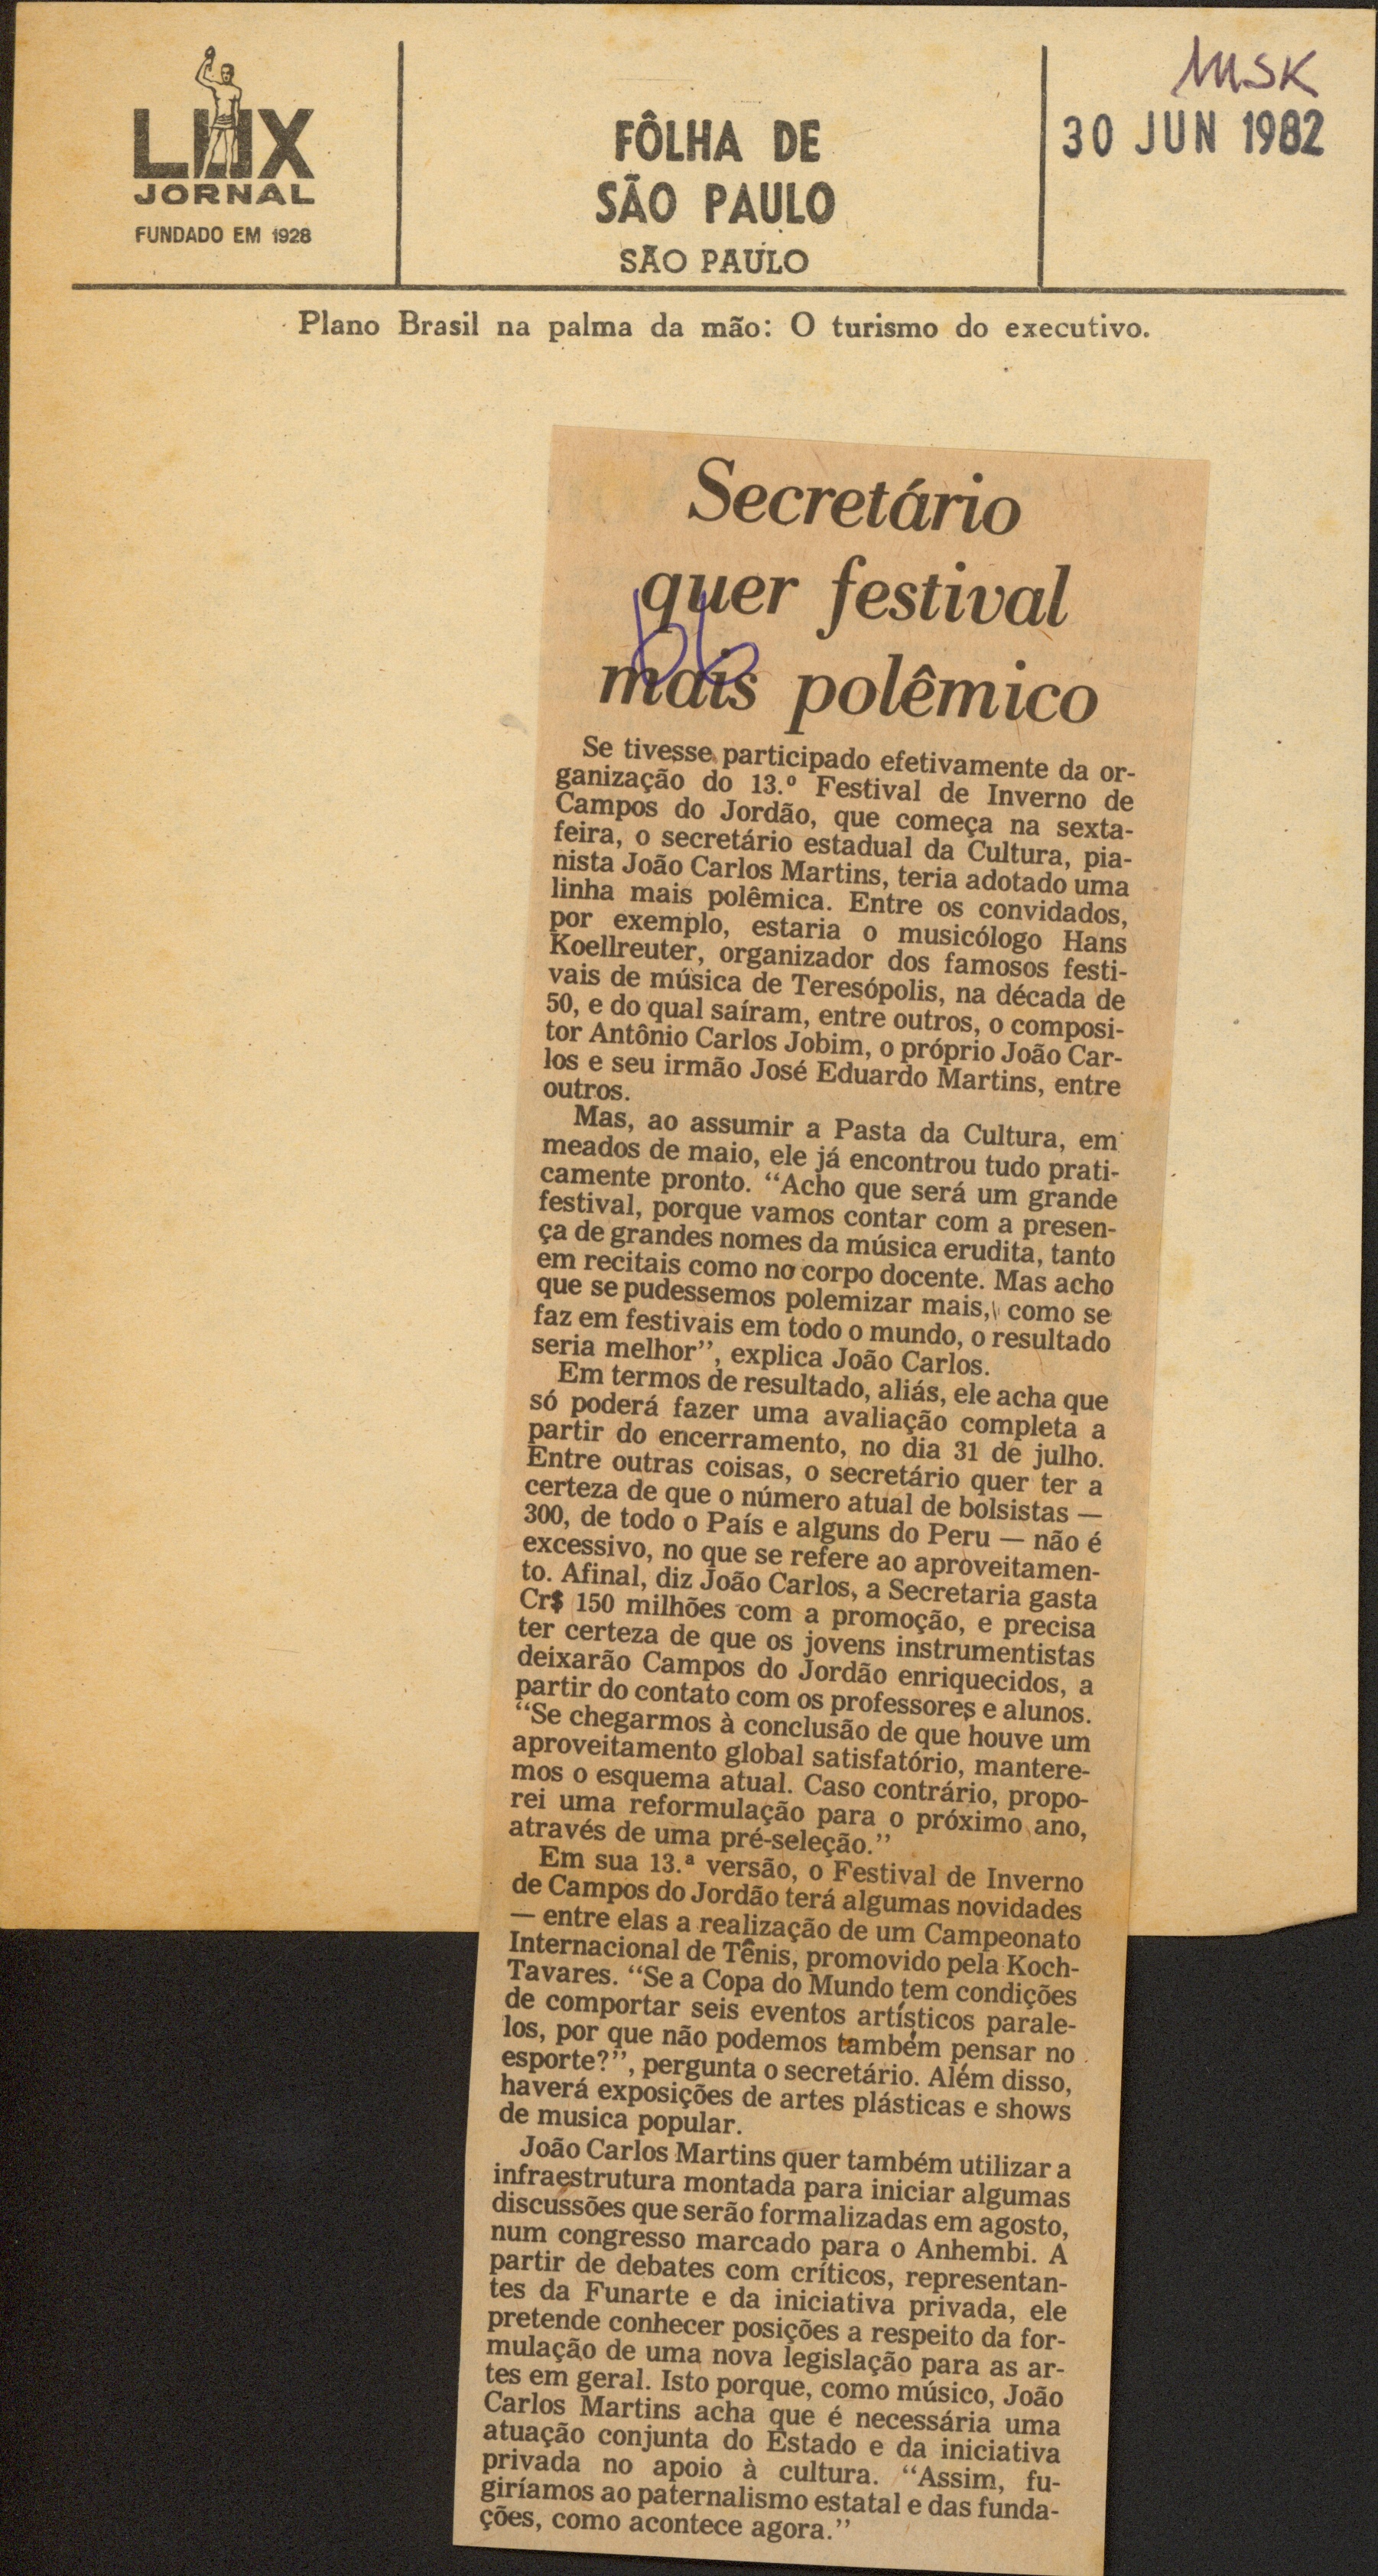 MSK
LUX
JORNAL
FUNDADO EM 1928
FÔLHA DE
SÃO PAULO
SÃO PAULO
30 JUN 1982
Plano Brasil na palma da mão: O turismo do executivo.
Secretário
quer festival
mais polêmico
Se tivesse participado efetivamente da or-
ganização do 13.º Festival de Inverno de
Campos do Jordão, que começa na sexta-
feira, o secretário estadual da Cultura, pia-
nista João Carlos Martins, teria adotado uma
linha mais polêmica. Entre os convidados,
por exemplo, estaria o musicólogo Hans
Koellreuter, organizador dos famosos festi-
vais de música de Teresópolis, na década de
50, e do qual saíram, entre outros, o composi-
tor Antônio Carlos Jobim, o próprio João Car-
los e seu irmão José Eduardo Martins, entre
outros.
Mas, ao assumir a Pasta da Cultura, em
meados de maio, ele já encontrou tudo prati-
camente pronto. "Acho que será um grande
festival, porque vamos contar com a presen-
ça de grandes nomes da música erudita, tanto
em recitais como no corpo docente. Mas acho
que se pudessemos polemizar mais, como se
faz em festivais em todo o mundo, o resultado
seria melhor", explica João Carlos.
Em termos de resultado, aliás, ele acha que
só poderá fazer uma avaliação completa a
partir do encerramento, no dia 31 de julho.
Entre outras coisas, o secretário quer ter a
certeza de que o número atual de bolsistas —
300, de todo o País e alguns do Peru — não é
excessivo, no que se refere ao aproveitamen-
to. Afinal, diz João Carlos, a Secretaria gasta
Cr$ 150 milhões com a promoção, e precisa
ter certeza de que os jovens instrumentistas
deixarão Campos do Jordão enriquecidos, a
partir do contato com os professores e alunos.
"Se chegarmos à conclusão de que houve um
aproveitamento global satisfatório, mantere-
mos o esquema atual. Caso contrário, propo-
rei uma reformulação para o próximo ano,
através de uma pré-seleção."
Em sua 13.ª versão, o Festival de Inverno
de Campos do Jordão terá algumas novidades
— entre elas a realização de um Campeonato
Internacional de Tênis, promovido pela Koch-
Tavares. "Se a Copa do Mundo tem condições
de comportar seis eventos artísticos parale-
los, por que não podemos também pensar no
esporte?", pergunta o secretário. Além disso,
haverá exposições de artes plásticas e shows
de musica popular.
João Carlos Martins quer também utilizar a
infraestrutura montada para iniciar algumas
discussões que serão formalizadas em agosto,
num congresso marcado para o Anhembi. A
partir de debates com críticos, representan-
tes da Funarte e da iniciativa privada, ele
pretende conhecer posições a respeito da for-
mulação de uma nova legislação para as ar-
tes em geral. Isto porque, como músico, João
Carlos Martins acha que é necessária uma
atuação conjunta do Estado e da iniciativa
privada no apoio à cultura. "Assim, fu-
giríamos ao paternalismo estatal e das funda-
ções, como acontece agora."